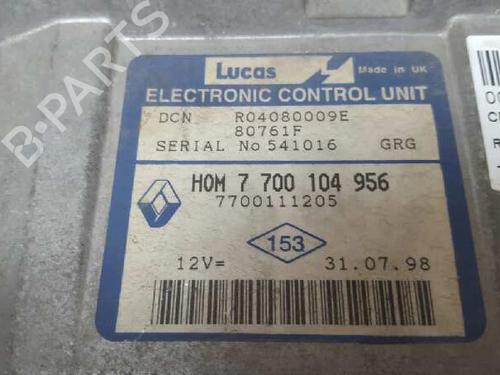 Lucas Made in UK
ELECTRONIC CONTROL UNIT
DCN R04080009E
80761F
SERIAL No 541016 GRG
HOM 7 700 104 956
7700111205
153
12V= 31.07.98
B-PARTS